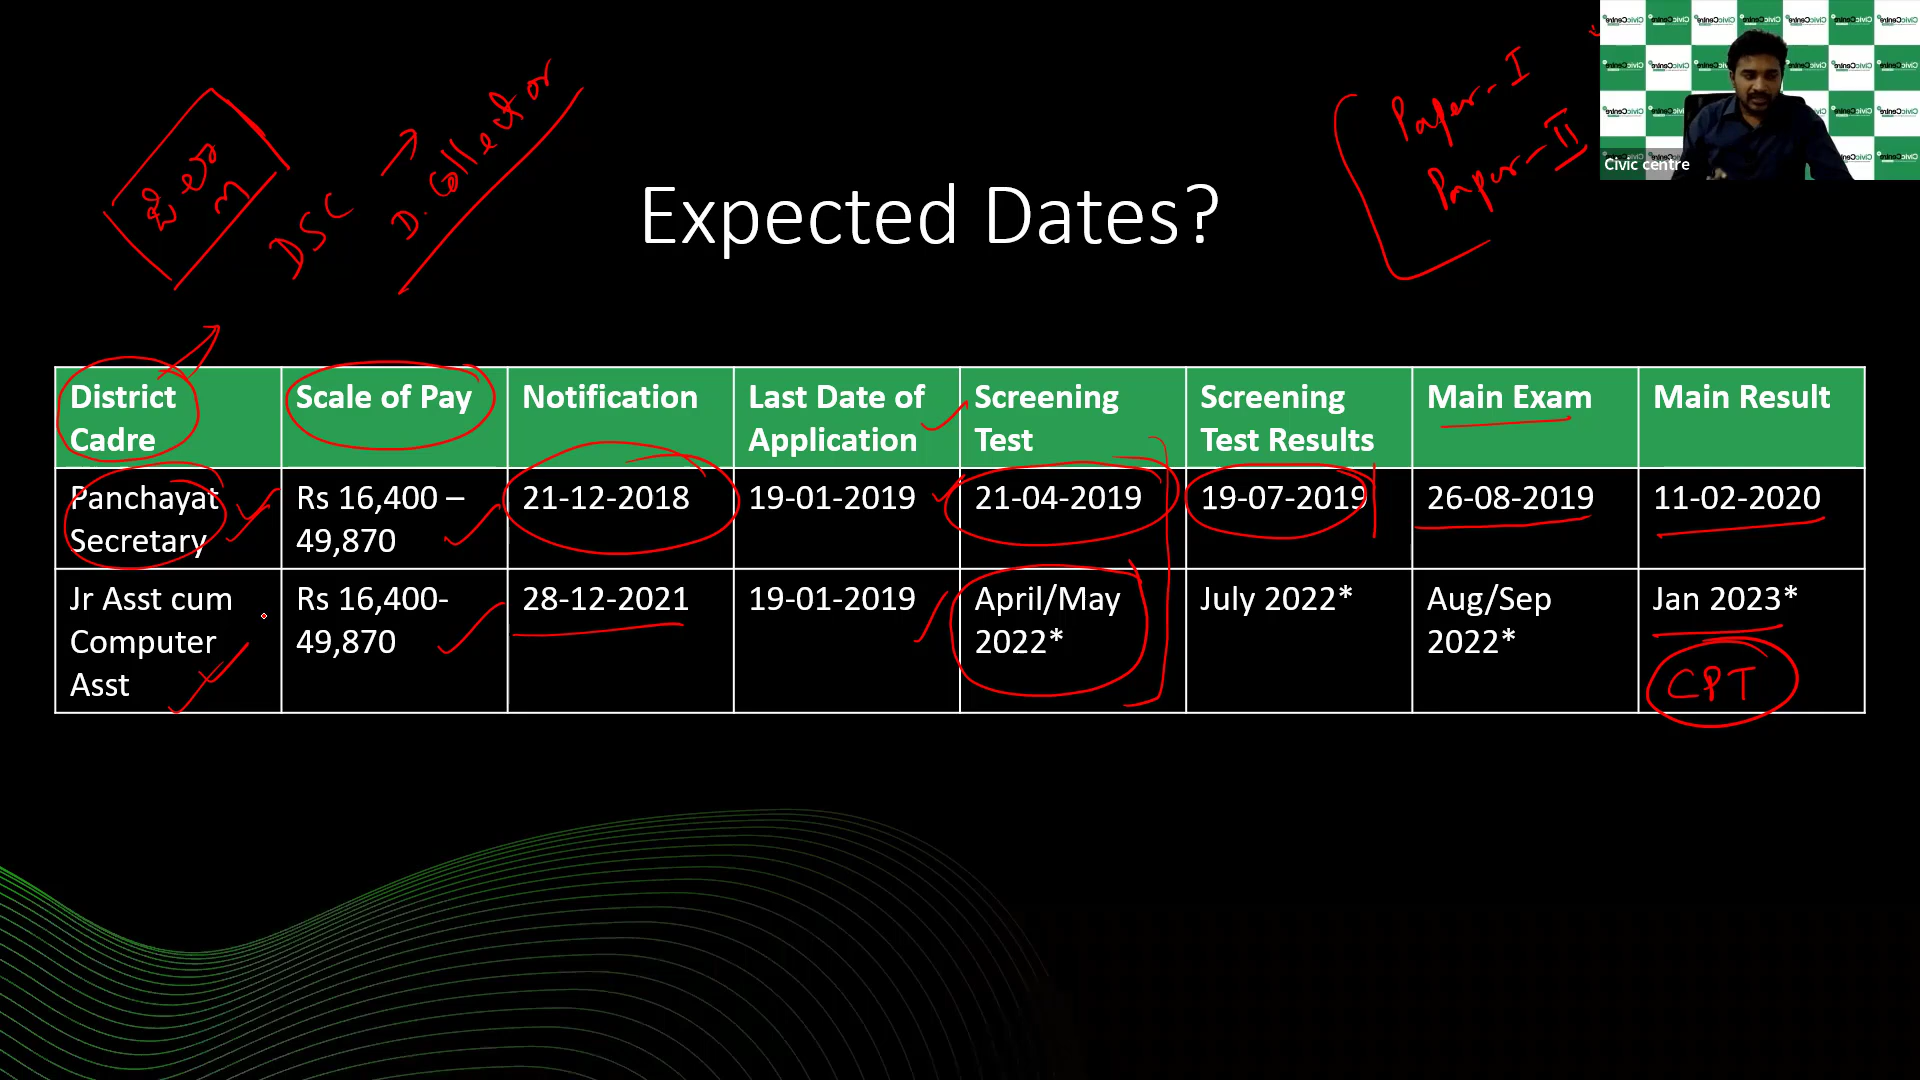 Paper-I
Paper-II
DSC → D. Collector
Civic centre
Expected Dates?
District Cadre | Scale of Pay | Notification | Last Date of Application | Screening Test | Screening Test Results | Main Exam | Main Result
Panchayat Secretary | Rs 16,400 – 49,870 | 21-12-2018 | 19-01-2019 | 21-04-2019 | 19-07-2019 | 26-08-2019 | 11-02-2020
Jr Asst cum Computer Asst | Rs 16,400-49,870 | 28-12-2021 | 19-01-2019 | April/May 2022* | July 2022* | Aug/Sep 2022* | Jan 2023*
CPT